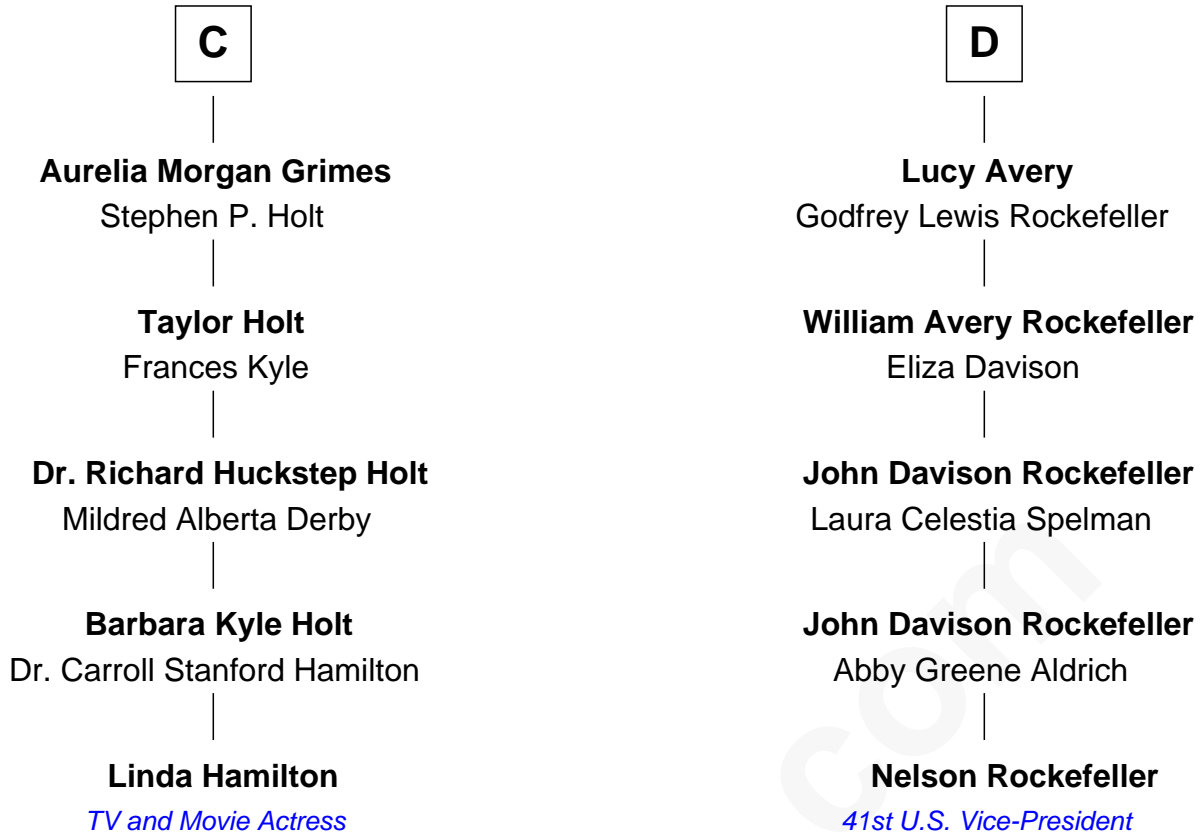 C
Aurelia Morgan Grimes
Stephen P. Holt
Taylor Holt
Frances Kyle
Dr. Richard Huckstep Holt
Mildred Alberta Derby
Barbara Kyle Holt
Dr. Carroll Stanford Hamilton
Linda Hamilton
TV and Movie Actress
D
Lucy Avery
Godfrey Lewis Rockefeller
William Avery Rockefeller
Eliza Davison
John Davison Rockefeller
Laura Celestia Spelman
John Davison Rockefeller
Abby Greene Aldrich
Nelson Rockefeller
41st U.S. Vice-President
com